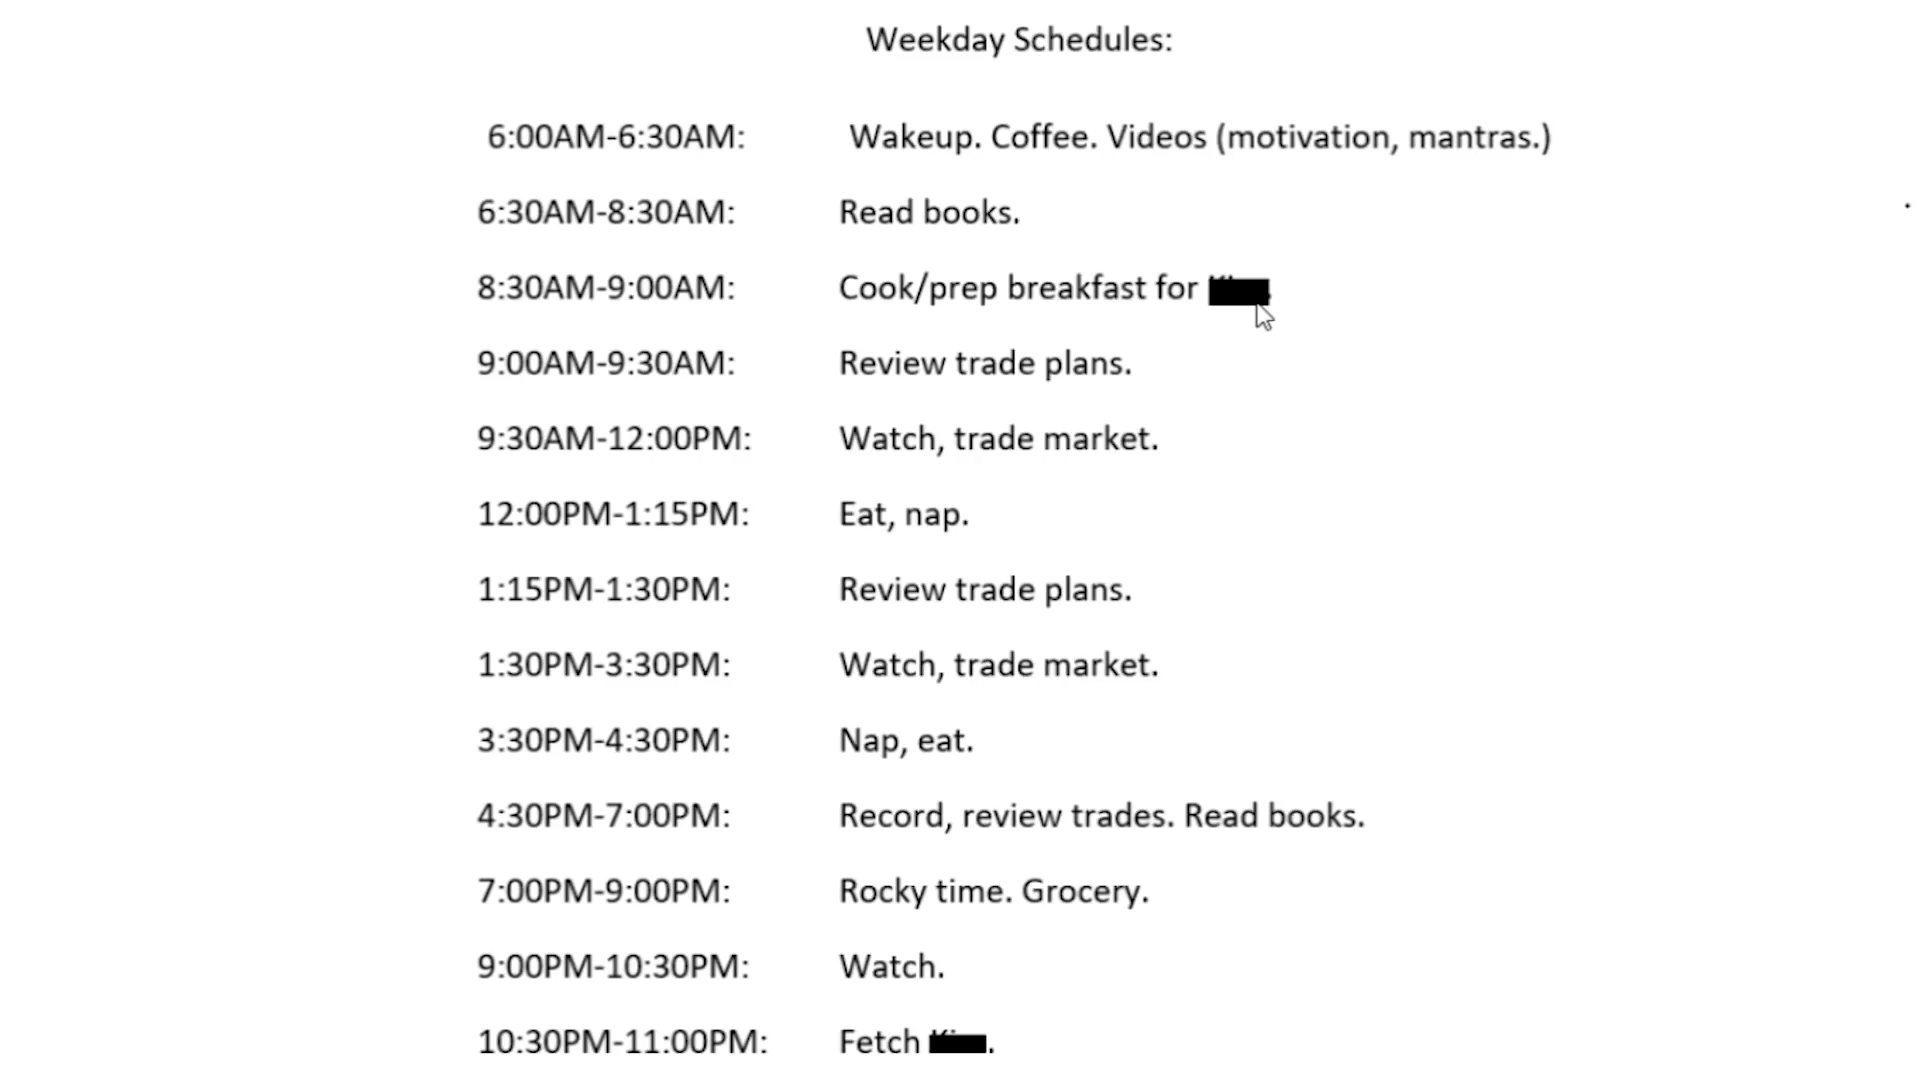 Weekday Schedules:
6:00AM-6:30AM: Wakeup. Coffee. Videos (motivation, mantras.)
6:30AM-8:30AM: Read books.
8:30AM-9:00AM: Cook/prep breakfast for
9:00AM-9:30AM: Review trade plans.
9:30AM-12:00PM: Watch, trade market.
12:00PM-1:15PM: Eat, nap.
1:15PM-1:30PM: Review trade plans.
1:30PM-3:30PM: Watch, trade market.
3:30PM-4:30PM: Nap, eat.
4:30PM-7:00PM: Record, review trades. Read books.
7:00PM-9:00PM: Rocky time. Grocery.
9:00PM-10:30PM: Watch.
10:30PM-11:00PM: Fetch .